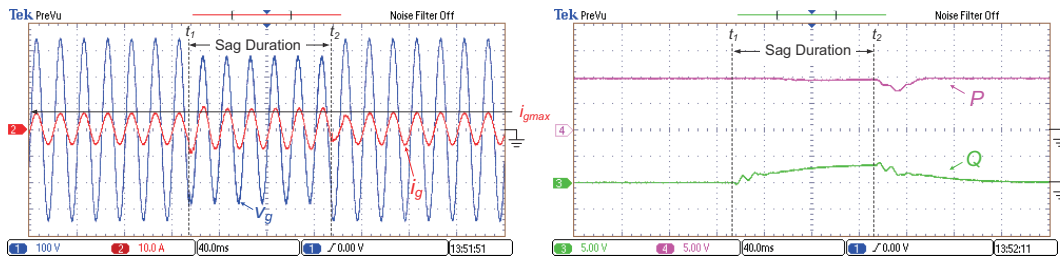 Tek PreVu Noise Filter Off
t1 t2
Sag Duration
igmax
2
ig
vg
1 100 V 2 10.0 A 40.0ms 1 0.00 V 13:51:51
Tek PreVu Noise Filter Off
t1 t2
Sag Duration
P
4
Q
3
3 5.00 V 4 5.00 V 40.0ms 1 0.00 V 13:52:11